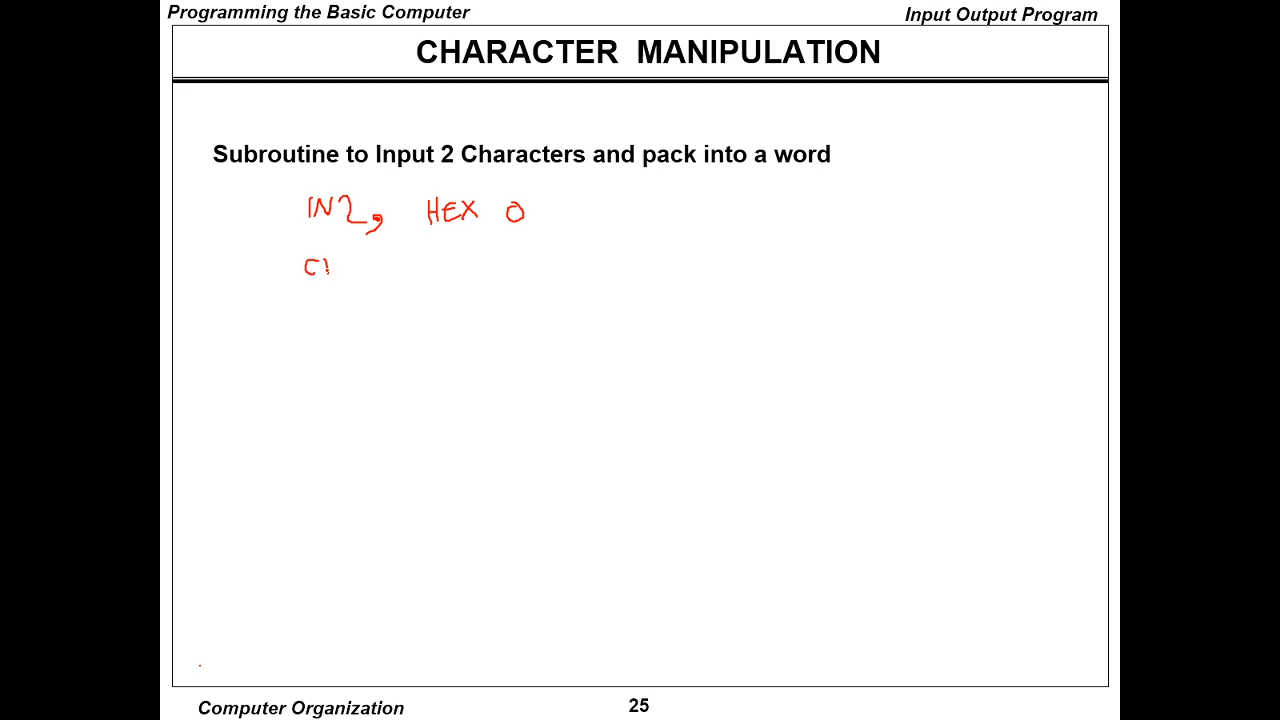 Programming the Basic Computer
Input Output Program
CHARACTER MANIPULATION
Subroutine to Input 2 Characters and pack into a word
IN2, HEX 0
Computer Organization
25